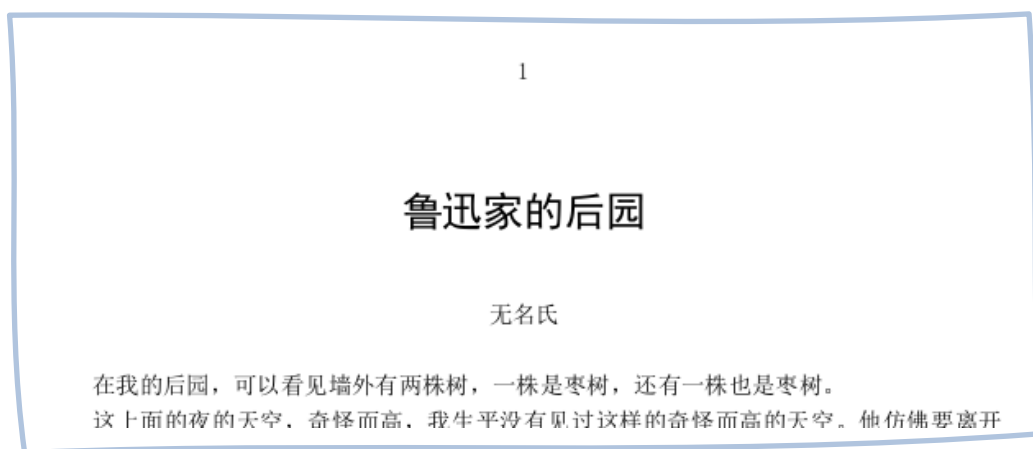 1
鲁迅家的后园
无名氏
在我的后园，可以看见墙外有两株树，一株是枣树，还有一株也是枣树。
这上面的夜的天空，奇怪而高，我生平没有见过这样的奇怪而高的天空。他仿佛要离开